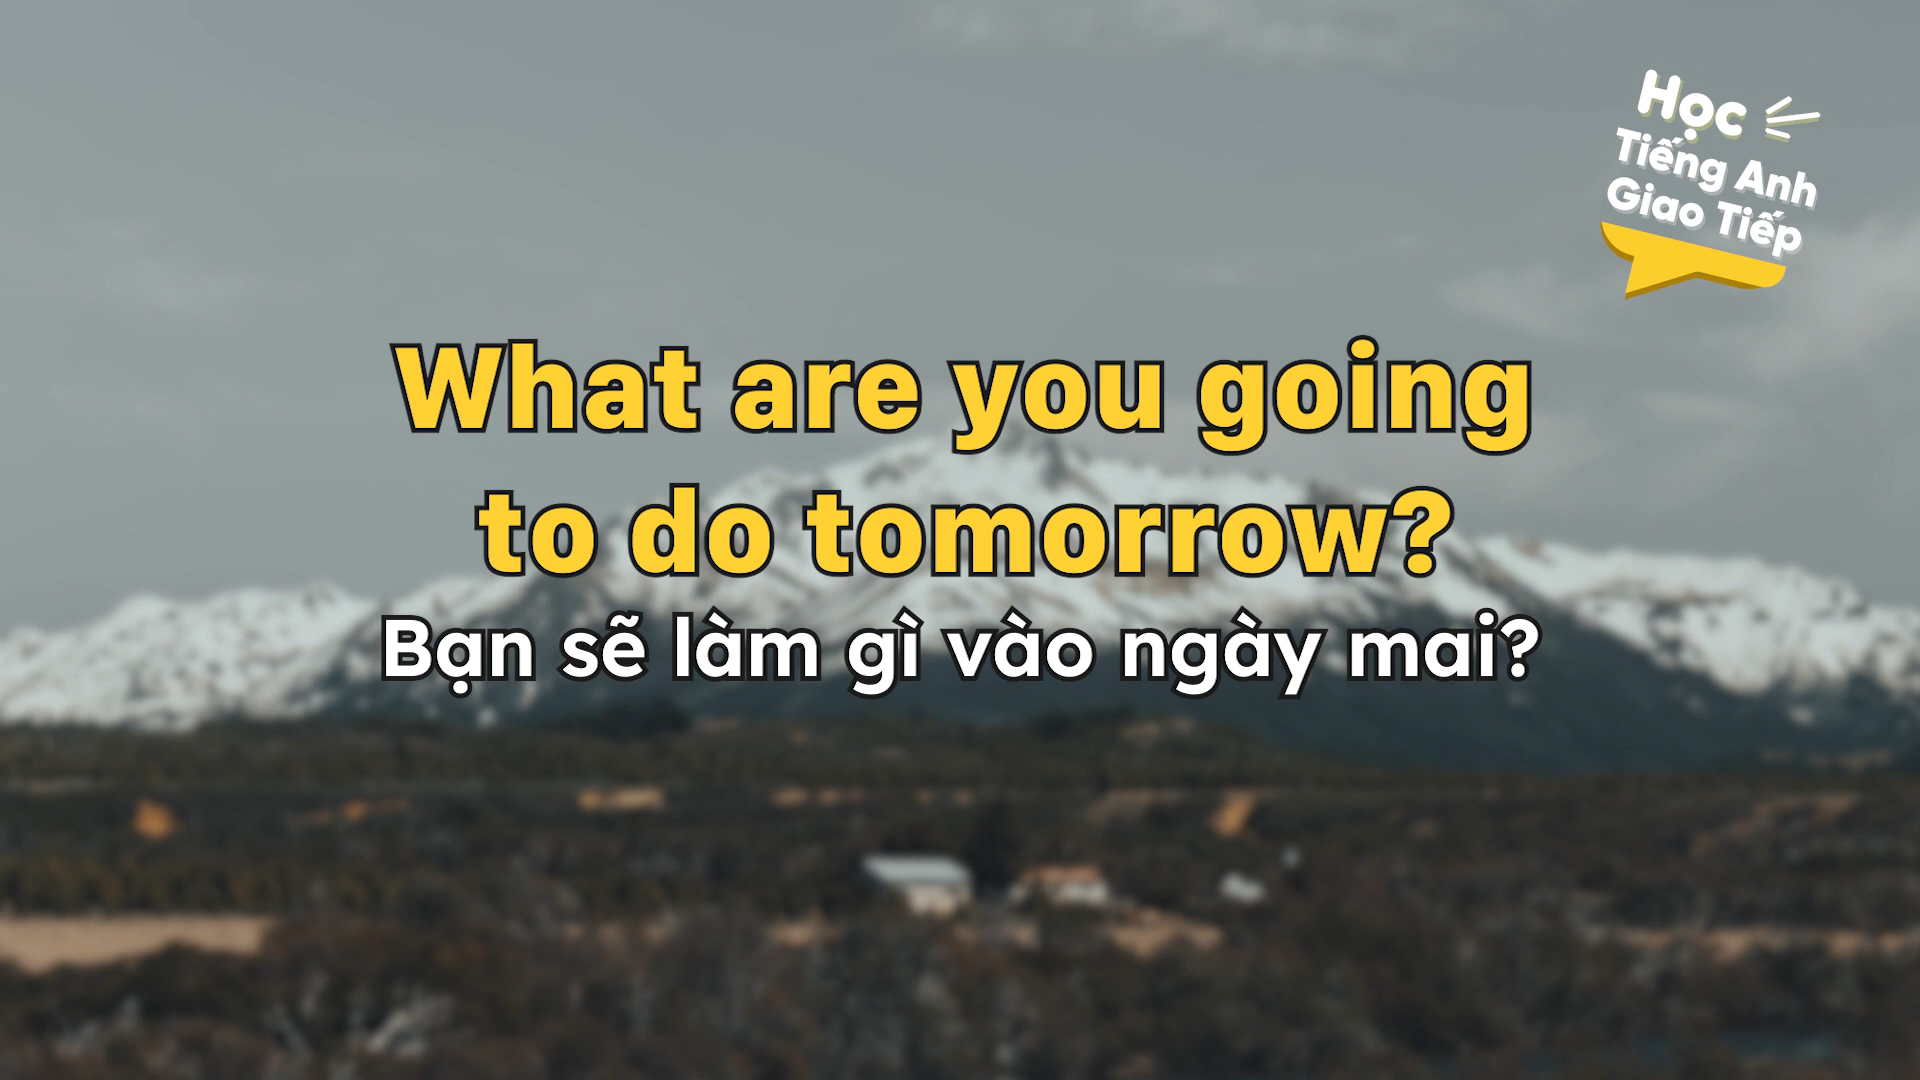 Học
Tiếng Anh
Giao Tiếp
What are you going
to do tomorrow?
Bạn sẽ làm gì vào ngày mai?